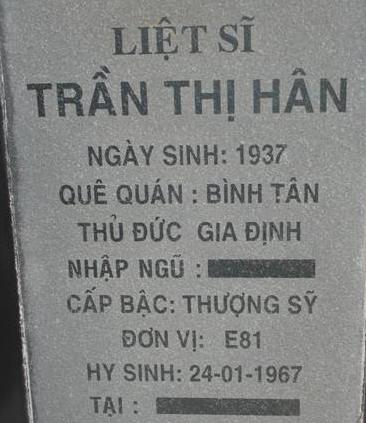 LIỆT SĨ
TRẦN THỊ HÂN
NGÀY SINH: 1937
QUÊ QUÁN : BÌNH TÂN
THỦ ĐỨC GIA ĐỊNH
NHẬP NGŨ :
CẤP BẬC: THƯỢNG SỸ
ĐƠN VỊ: E81
HY SINH: 24-01-1967
TẠI :